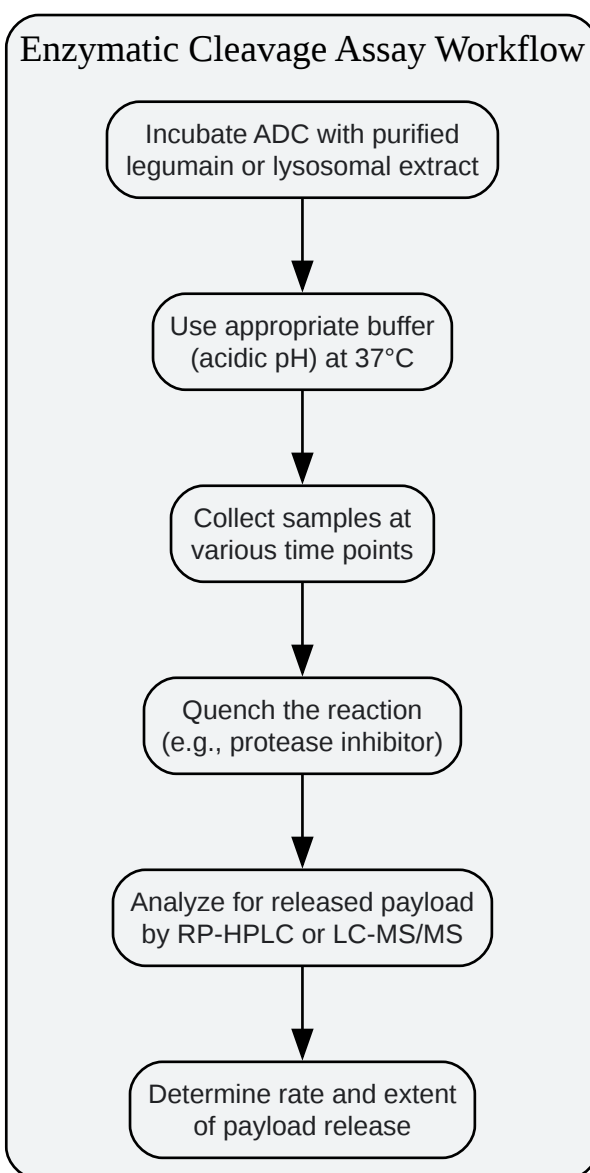 Enzymatic Cleavage Assay Workflow
Incubate ADC with purified
legumain or lysosomal extract
Use appropriate buffer
(acidic pH) at 37°C
Collect samples at
various time points
Quench the reaction
(e.g., protease inhibitor)
Analyze for released payload
by RP-HPLC or LC-MS/MS
Determine rate and extent
of payload release